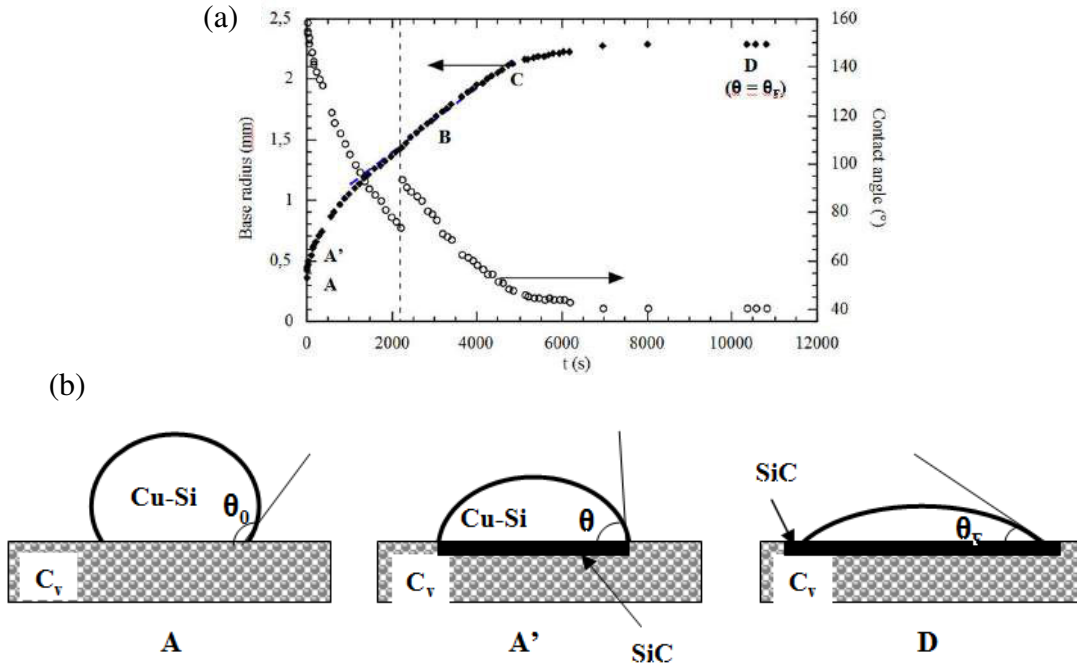 (a)
2,5
2
1,5
1
0,5
0
Base radius (mm)
160
140
120
100
80
60
40
Contact angle (°)
A'
A
B
C
D
(θ = θF)
0 2000 4000 6000 8000 10000 12000
t (s)
(b)
Cu-Si
θ0
Cv
A
Cu-Si
θ
Cv
SiC
A'
SiC
θF
Cv
D